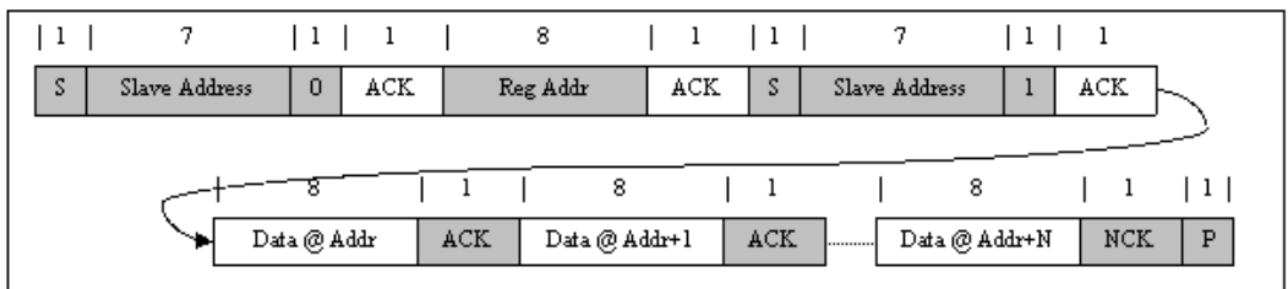 | 1 | 7 | 1 | 1 | 8 | 1 | 1 | 7 | 1 | 1
S Slave Address 0 ACK Reg Addr ACK S Slave Address 1 ACK
| 8 | 1 | 8 | 1 | 8 | 1 | 1 |
Data @ Addr ACK Data @ Addr+1 ACK Data @ Addr+N NCK P